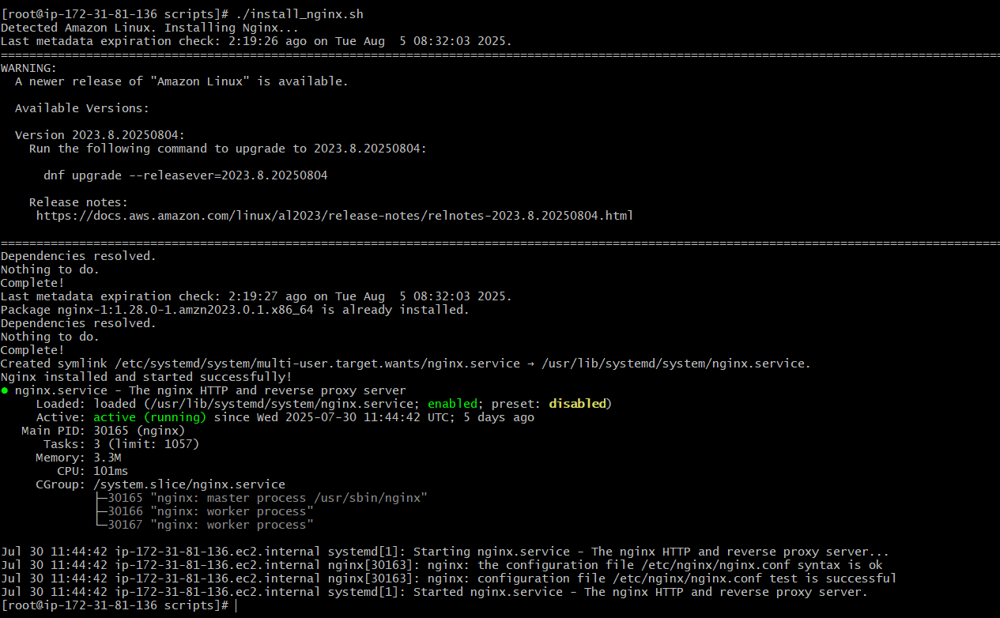 [root@ip-172-31-81-136 scripts]# ./install_nginx.sh
Detected Amazon Linux. Installing Nginx...
Last metadata expiration check: 2:19:26 ago on Tue Aug  5 08:32:03 2025.
=============================================================================================================================================
WARNING:
  A newer release of "Amazon Linux" is available.

  Available Versions:

  Version 2023.8.20250804:
    Run the following command to upgrade to 2023.8.20250804:

      dnf upgrade --releasever=2023.8.20250804

    Release notes:
     https://docs.aws.amazon.com/linux/al2023/release-notes/relnotes-2023.8.20250804.html

=============================================================================================================================================
Dependencies resolved.
Nothing to do.
Complete!
Last metadata expiration check: 2:19:27 ago on Tue Aug  5 08:32:03 2025.
Package nginx-1:1.28.0-1.amzn2023.0.1.x86_64 is already installed.
Dependencies resolved.
Nothing to do.
Complete!
Created symlink /etc/systemd/system/multi-user.target.wants/nginx.service → /usr/lib/systemd/system/nginx.service.
Nginx installed and started successfully!
● nginx.service - The nginx HTTP and reverse proxy server
     Loaded: loaded (/usr/lib/systemd/system/nginx.service; enabled; preset: disabled)
     Active: active (running) since Wed 2025-07-30 11:44:42 UTC; 5 days ago
   Main PID: 30165 (nginx)
      Tasks: 3 (limit: 1057)
     Memory: 3.3M
        CPU: 101ms
     CGroup: /system.slice/nginx.service
             ├─30165 "nginx: master process /usr/sbin/nginx"
             ├─30166 "nginx: worker process"
             └─30167 "nginx: worker process"

Jul 30 11:44:42 ip-172-31-81-136.ec2.internal systemd[1]: Starting nginx.service - The nginx HTTP and reverse proxy server...
Jul 30 11:44:42 ip-172-31-81-136.ec2.internal nginx[30163]: nginx: the configuration file /etc/nginx/nginx.conf syntax is ok
Jul 30 11:44:42 ip-172-31-81-136.ec2.internal nginx[30163]: nginx: configuration file /etc/nginx/nginx.conf test is successful
Jul 30 11:44:42 ip-172-31-81-136.ec2.internal systemd[1]: Started nginx.service - The nginx HTTP and reverse proxy server.
[root@ip-172-31-81-136 scripts]#